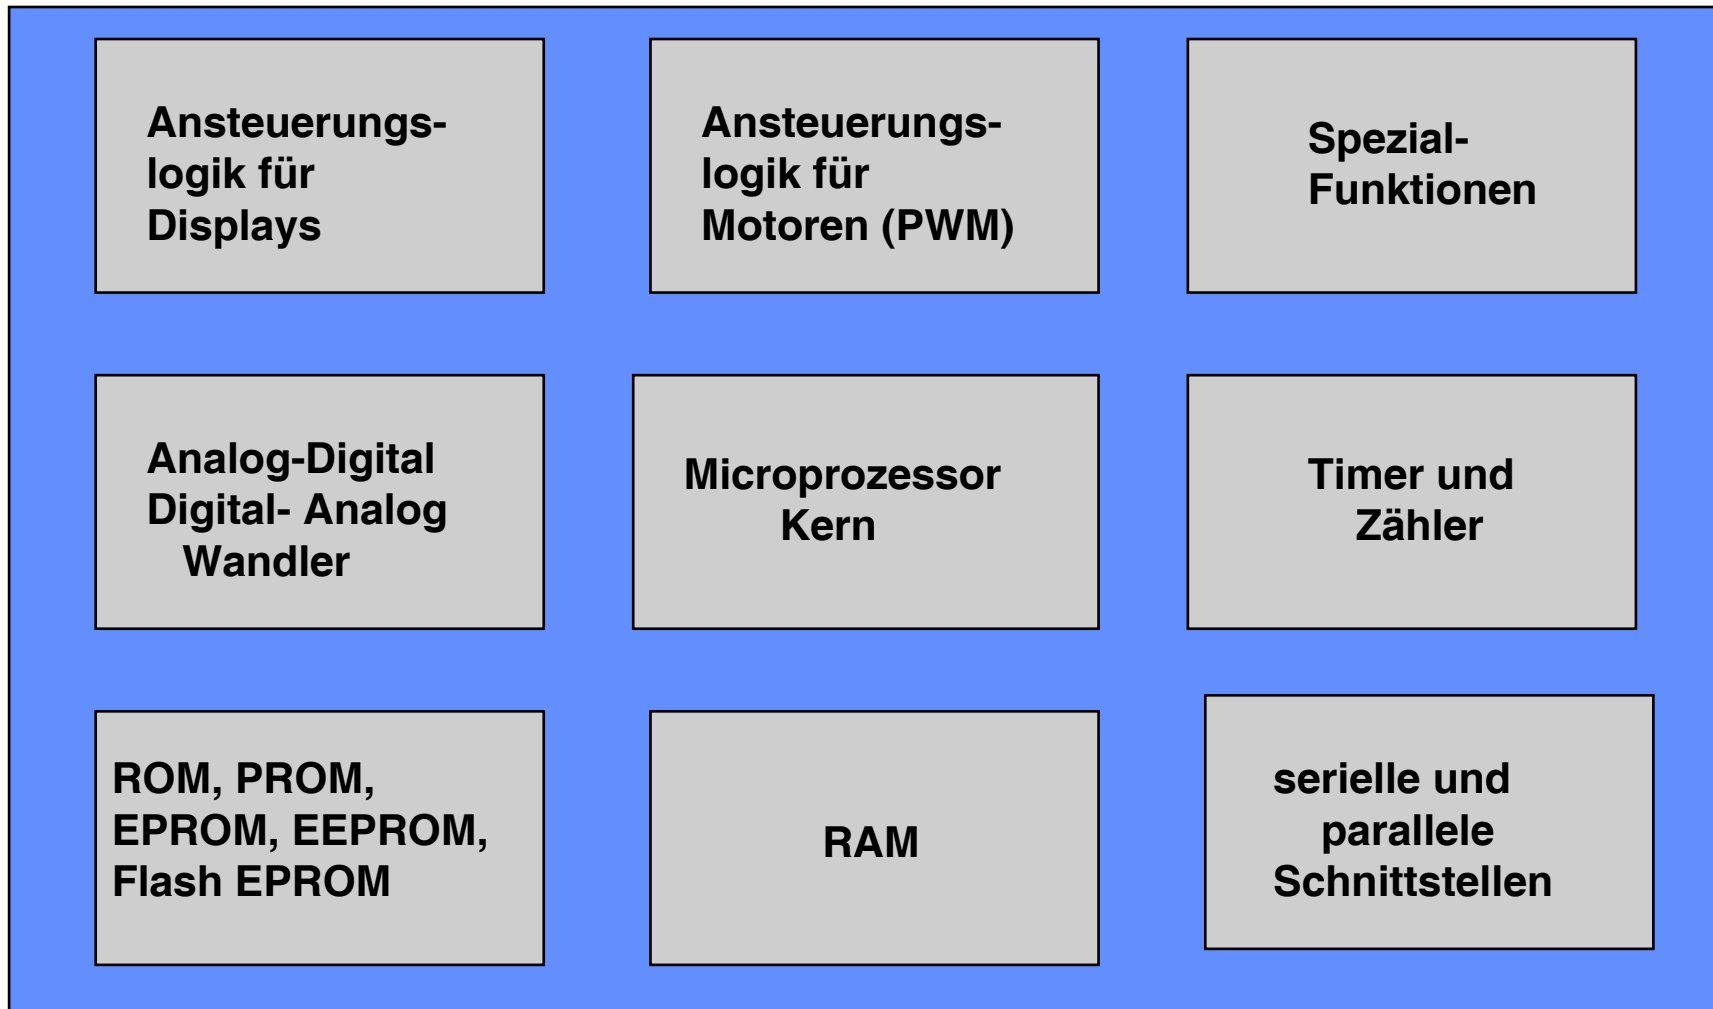 Ansteuerungs-
logik für
Displays
Ansteuerungs-
logik für
Motoren (PWM)
Spezial-
Funktionen
Analog-Digital
Digital- Analog
Wandler
Microprozessor
Kern
Timer und
Zähler
ROM, PROM,
EPROM, EEPROM,
Flash EPROM
RAM
serielle und
parallele
Schnittstellen